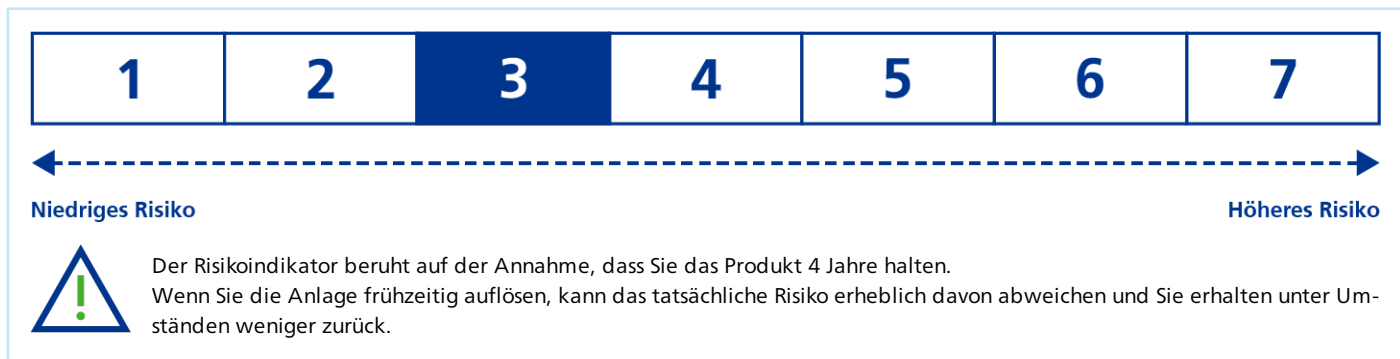 1 2 3 4 5 6 7
Niedriges Risiko Höheres Risiko
Der Risikoindikator beruht auf der Annahme, dass Sie das Produkt 4 Jahre halten.
Wenn Sie die Anlage frühzeitig auflösen, kann das tatsächliche Risiko erheblich davon abweichen und Sie erhalten unter Um-
ständen weniger zurück.